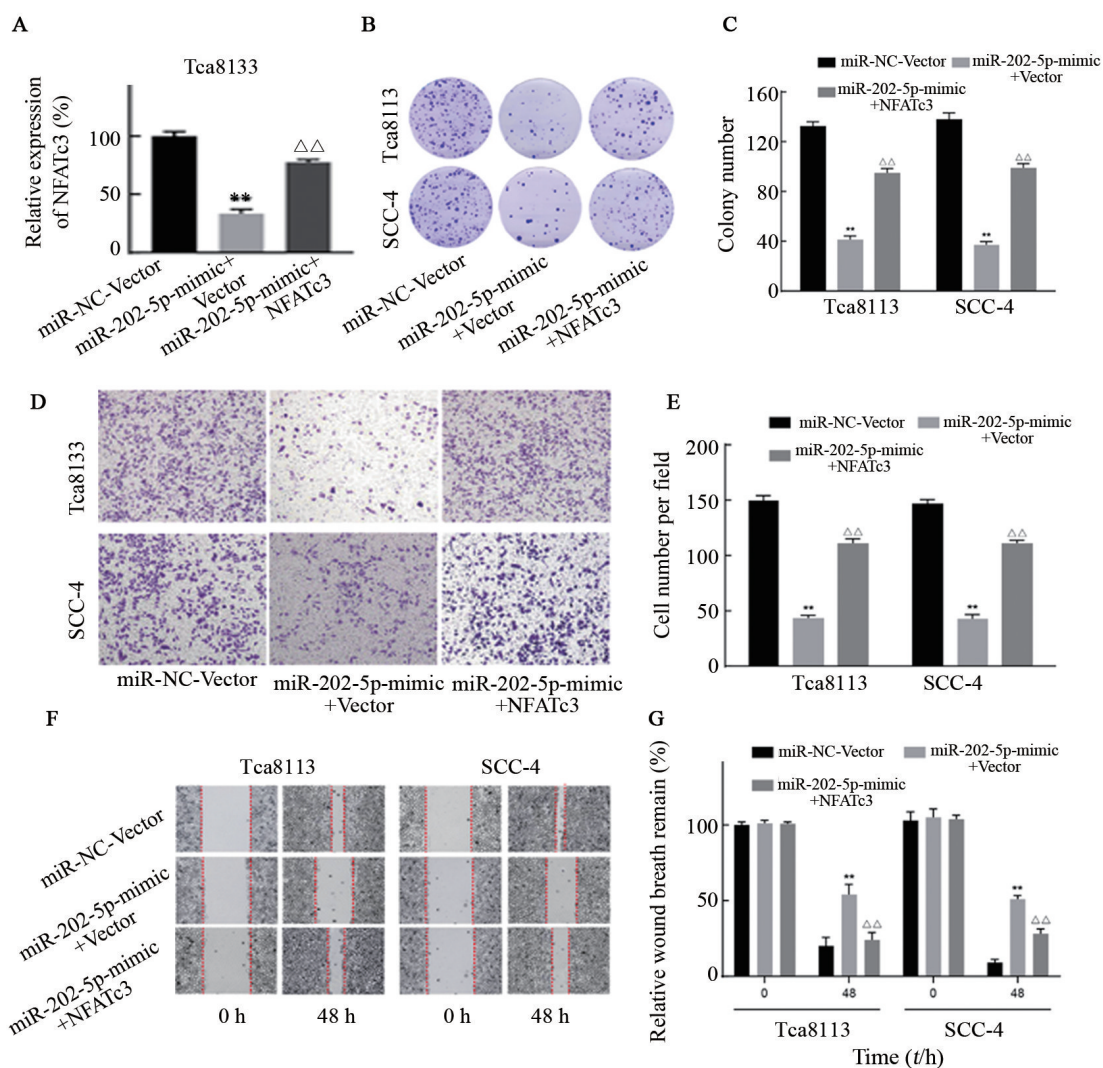 A
Tca8133
Relative expression
of NFATc3 (%)
100
50
0
**
△△
miR-NC-Vector
miR-202-5p-mimic+
Vector
miR-202-5p-mimic+
NFATc3
B
Tca8113
SCC-4
miR-NC-Vector
miR-202-5p-mimic
+Vector
miR-202-5p-mimic
+NFATc3
C
miR-NC-Vector
miR-202-5p-mimic
+Vector
miR-202-5p-mimic
+NFATc3
Colony number
160
120
80
40
0
**
△△
**
△△
Tca8113
SCC-4
D
Tca8133
SCC-4
miR-NC-Vector
miR-202-5p-mimic
+Vector
miR-202-5p-mimic
+NFATc3
E
miR-NC-Vector
miR-202-5p-mimic
+Vector
miR-202-5p-mimic
+NFATc3
Cell number per field
200
150
100
50
0
**
△△
**
△△
Tca8113
SCC-4
F
Tca8113
SCC-4
miR-NC-Vector
miR-202-5p-mimic
+Vector
miR-202-5p-mimic
+NFATc3
0 h
48 h
0 h
48 h
G
miR-NC-Vector
miR-202-5p-mimic
+Vector
miR-202-5p-mimic
+NFATc3
Relative wound breath remain (%)
100
50
0
**
△△
**
△△
0
48
0
48
Tca8113
SCC-4
Time (t/h)